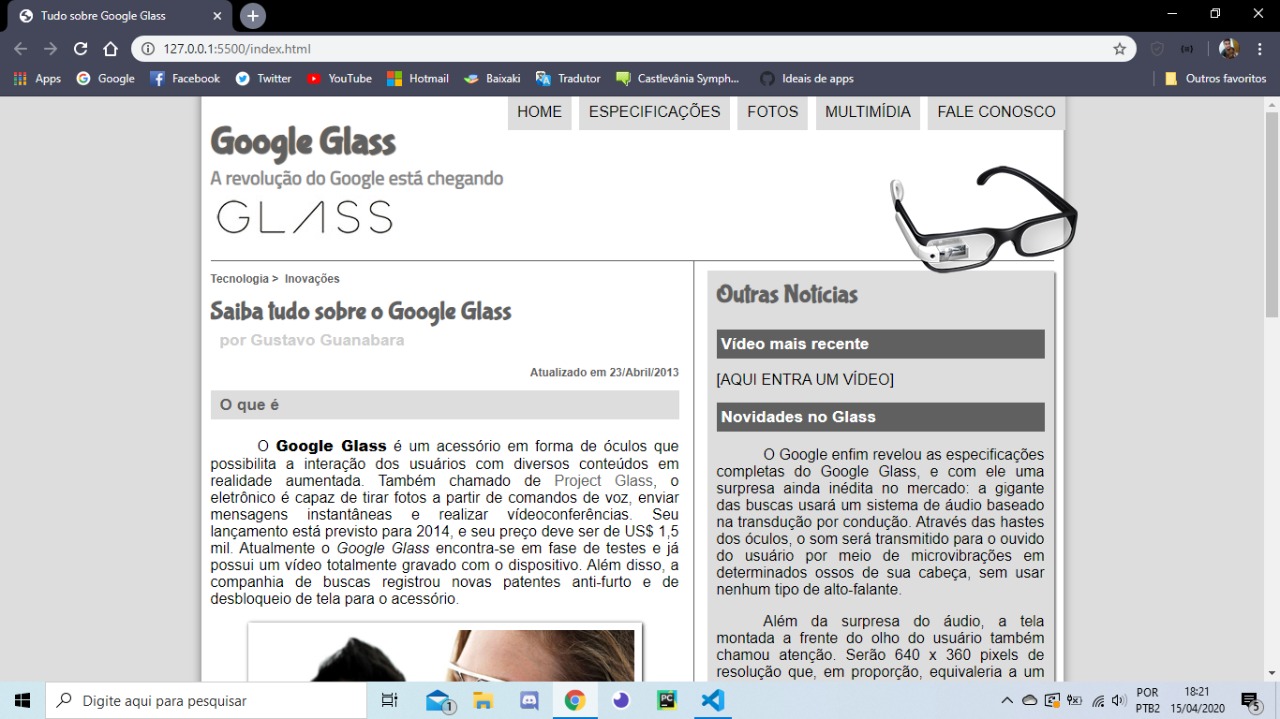 Tudo sobre Google Glass
127.0.0.1:5500/index.html
Apps Google Facebook Twitter YouTube Hotmail Baixaki Tradutor Castlevânia Symph... Ideais de apps Outros favoritos
HOME ESPECIFICAÇÕES FOTOS MULTIMÍDIA FALE CONOSCO
Google Glass
A revolução do Google está chegando
GLASS
Tecnologia > Inovações
Saiba tudo sobre o Google Glass
por Gustavo Guanabara
Atualizado em 23/Abril/2013
O que é
O Google Glass é um acessório em forma de óculos que
possibilita a interação dos usuários com diversos conteúdos em
realidade aumentada. Também chamado de Project Glass, o
eletrônico é capaz de tirar fotos a partir de comandos de voz, enviar
mensagens instantâneas e realizar vídeoconferências. Seu
lançamento está previsto para 2014, e seu preço deve ser de US$ 1,5
mil. Atualmente o Google Glass encontra-se em fase de testes e já
possui um vídeo totalmente gravado com o dispositivo. Além disso, a
companhia de buscas registrou novas patentes anti-furto e de
desbloqueio de tela para o acessório.
Outras Notícias
Vídeo mais recente
[AQUI ENTRA UM VÍDEO]
Novidades no Glass
O Google enfim revelou as especificações
completas do Google Glass, e com ele uma
surpresa ainda inédita no mercado: a gigante
das buscas usará um sistema de áudio baseado
na transdução por condução. Através das hastes
dos óculos, o som será transmitido para o ouvido
do usuário por meio de microvibrações em
determinados ossos de sua cabeça, sem usar
nenhum tipo de alto-falante.
Além da surpresa do áudio, a tela
montada a frente do olho do usuário também
chamou atenção. Serão 640 x 360 pixels de
resolução que, em proporção, equivaleria a um
Digite aqui para pesquisar
1
PC
POR
PTB2
18:21
15/04/2020
5